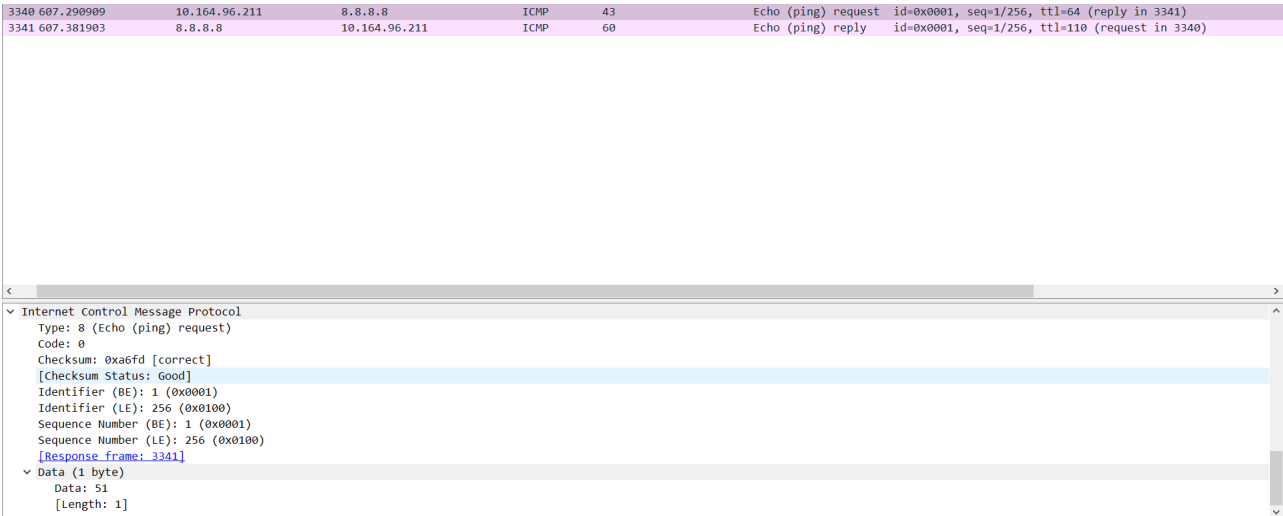 3340 607.290909 10.164.96.211 8.8.8.8 ICMP 43 Echo (ping) request id=0x0001, seq=1/256, ttl=64 (reply in 3341)
3341 607.381903 8.8.8.8 10.164.96.211 ICMP 60 Echo (ping) reply id=0x0001, seq=1/256, ttl=110 (request in 3340)
Internet Control Message Protocol
Type: 8 (Echo (ping) request)
Code: 0
Checksum: 0xa6fd [correct]
[Checksum Status: Good]
Identifier (BE): 1 (0x0001)
Identifier (LE): 256 (0x0100)
Sequence Number (BE): 1 (0x0001)
Sequence Number (LE): 256 (0x0100)
[Response frame: 3341]
Data (1 byte)
Data: 51
[Length: 1]